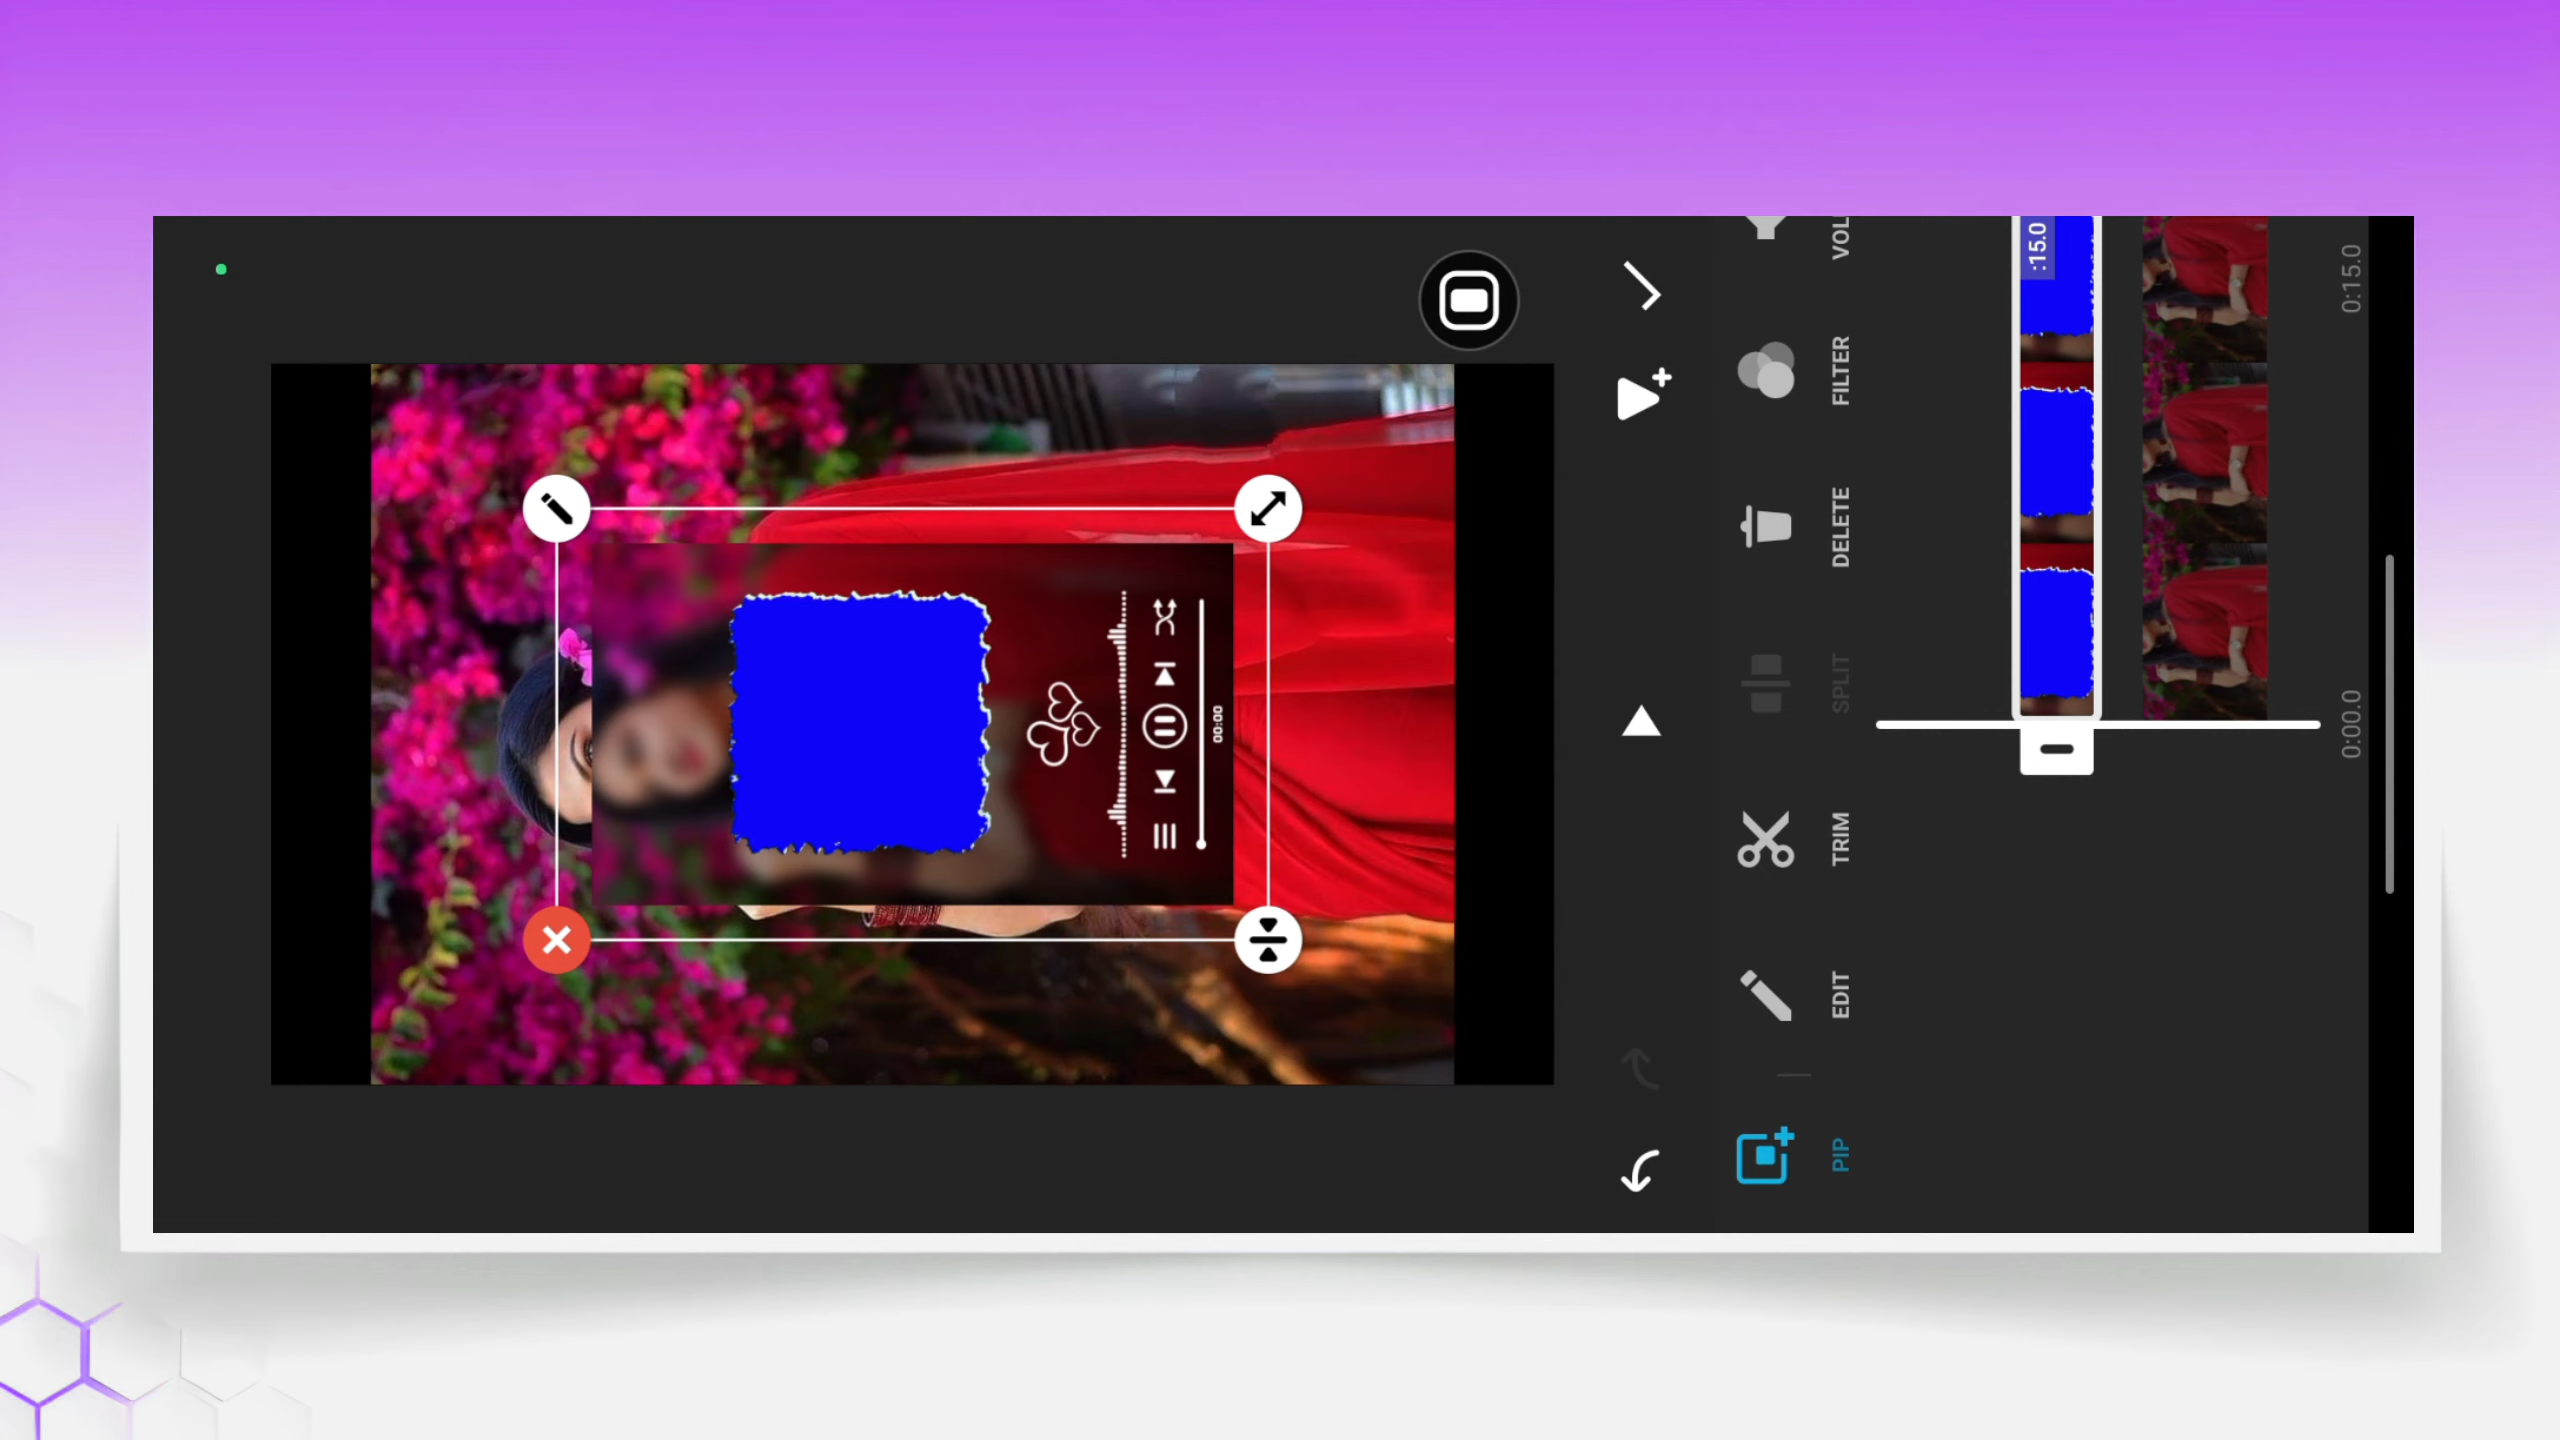 PIP
EDIT
TRIM
SPLIT
DELETE
FILTER
VOL
:15.0
0:00.0
0:15.0
00:00